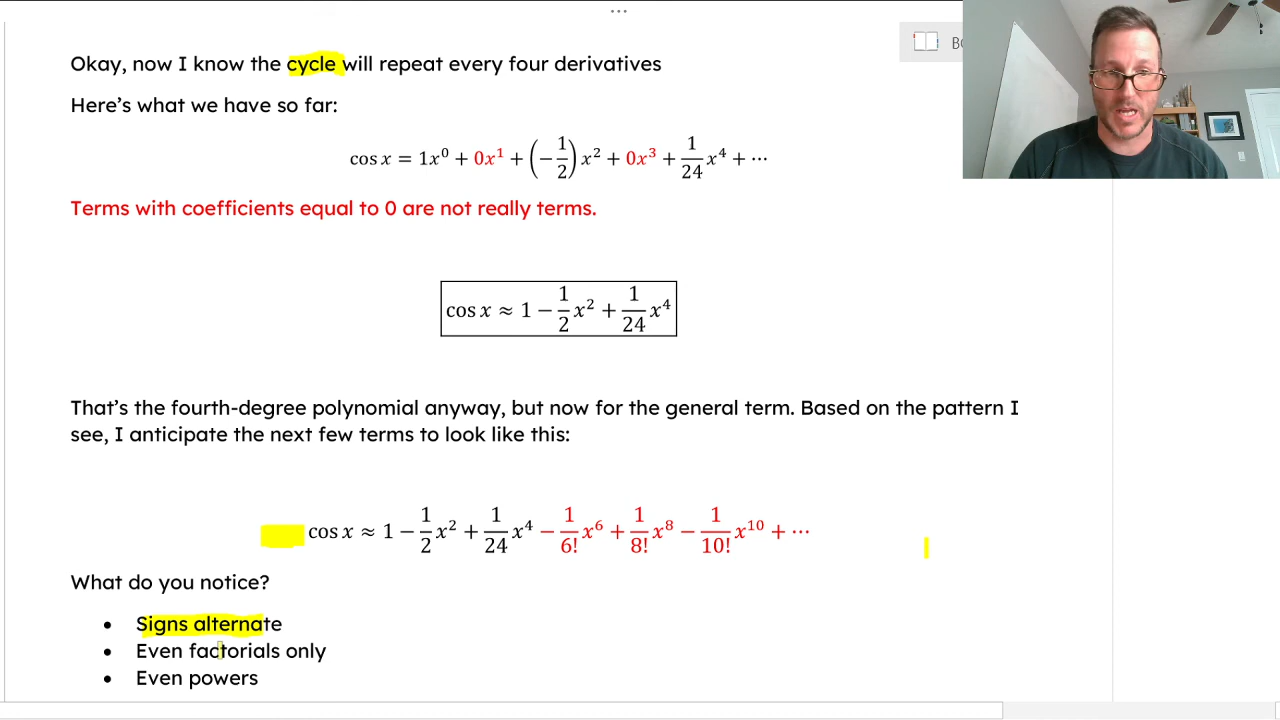 Okay, now I know the cycle will repeat every four derivatives
Here’s what we have so far:
cos x = 1x⁰ + 0x¹ + (−1/2)x² + 0x³ + 1/24 x⁴ + ⋯
Terms with coefficients equal to 0 are not really terms.
cos x ≈ 1 − 1/2 x² + 1/24 x⁴
That’s the fourth-degree polynomial anyway, but now for the general term. Based on the pattern I
see, I anticipate the next few terms to look like this:
cos x ≈ 1 − 1/2 x² + 1/24 x⁴ − 1/6! x⁶ + 1/8! x⁸ − 1/10! x¹⁰ + ⋯
What do you notice?
• Signs alternate
• Even factorials only
• Even powers